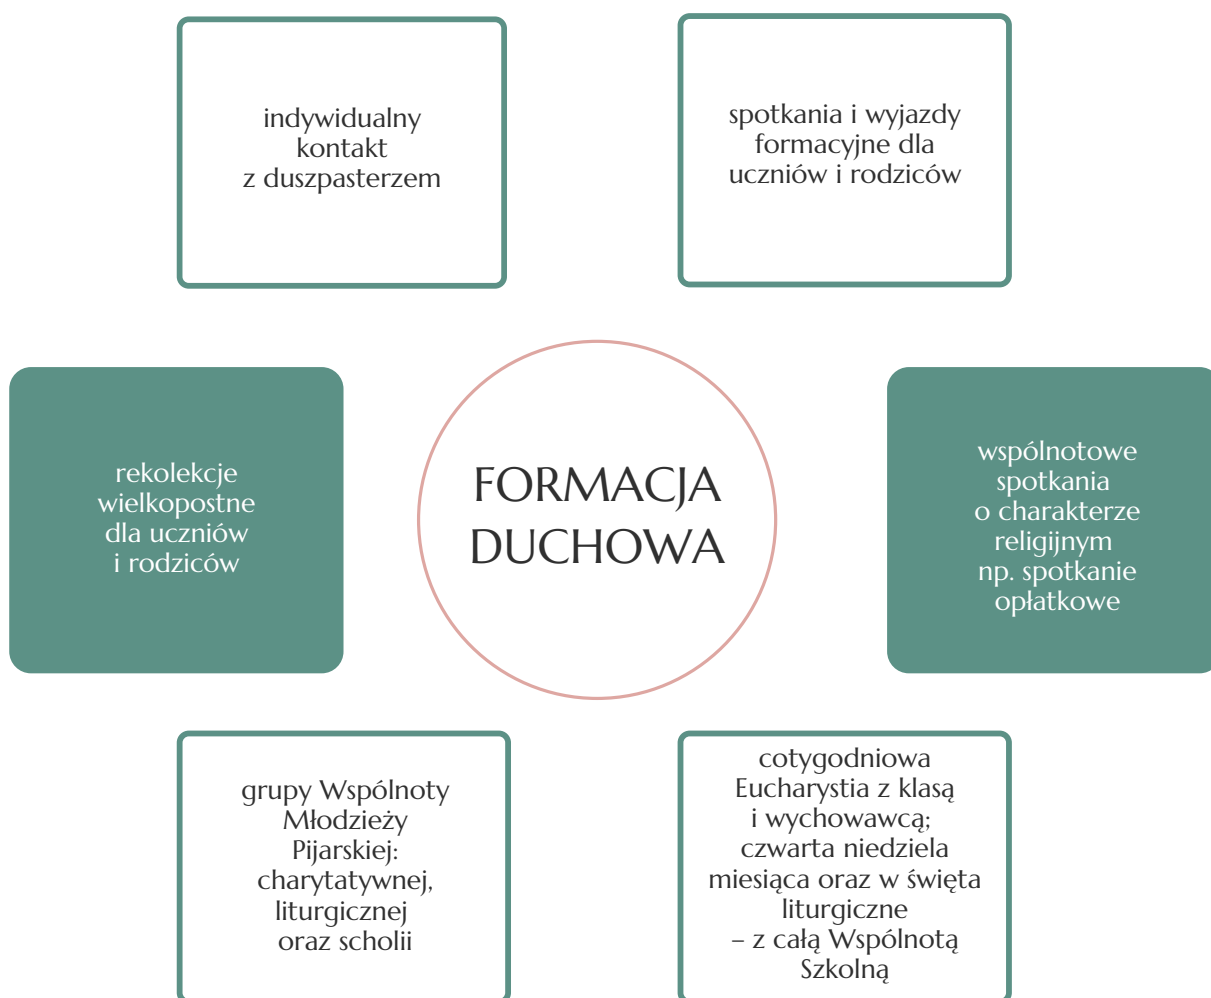 indywidualny
kontakt
z duszpasterzem
spotkania i wyjazdy
formacyjne dla
uczniów i rodziców
rekolekcje
wielkopostne
dla uczniów
i rodziców
FORMACJA
DUCHOWA
wspólnotowe
spotkania
o charakterze
religijnym
np. spotkanie
opłatkowe
grupy Wspólnoty
Młodzieży
Pijarskiej:
charytatywnej,
liturgicznej
oraz scholii
cotygodniowa
Eucharystia z klasą
i wychowawcą;
czwarta niedziela
miesiąca oraz w święta
liturgiczne
– z całą Wspólnotą
Szkolną